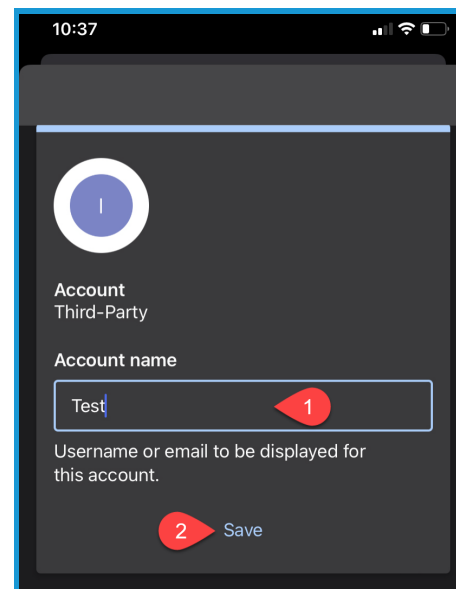 10:37
I
Account
Third-Party
Account name
Test
1
Username or email to be displayed for
this account.
2
Save